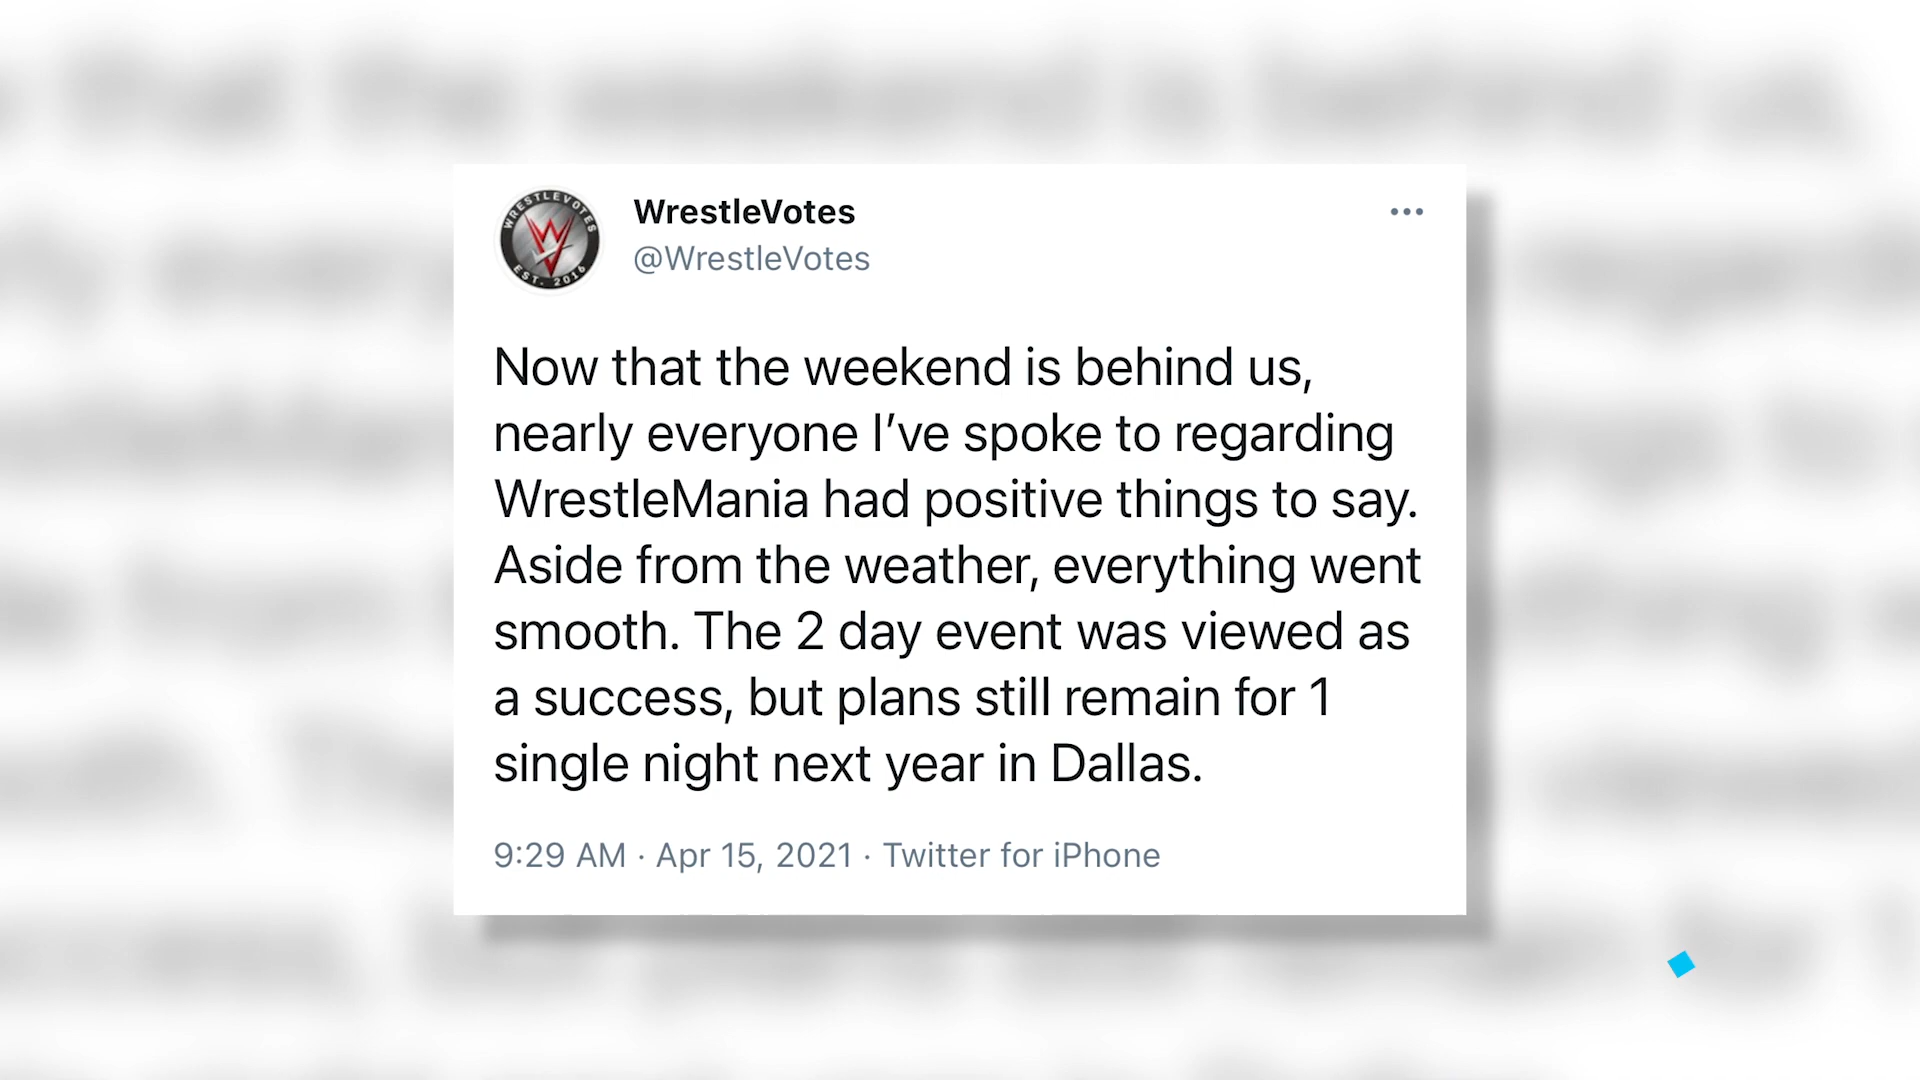 WRESTLEVOTES
EST. 2016
WrestleVotes
@WrestleVotes
Now that the weekend is behind us,
nearly everyone I’ve spoke to regarding
WrestleMania had positive things to say.
Aside from the weather, everything went
smooth. The 2 day event was viewed as
a success, but plans still remain for 1
single night next year in Dallas.
9:29 AM · Apr 15, 2021 · Twitter for iPhone